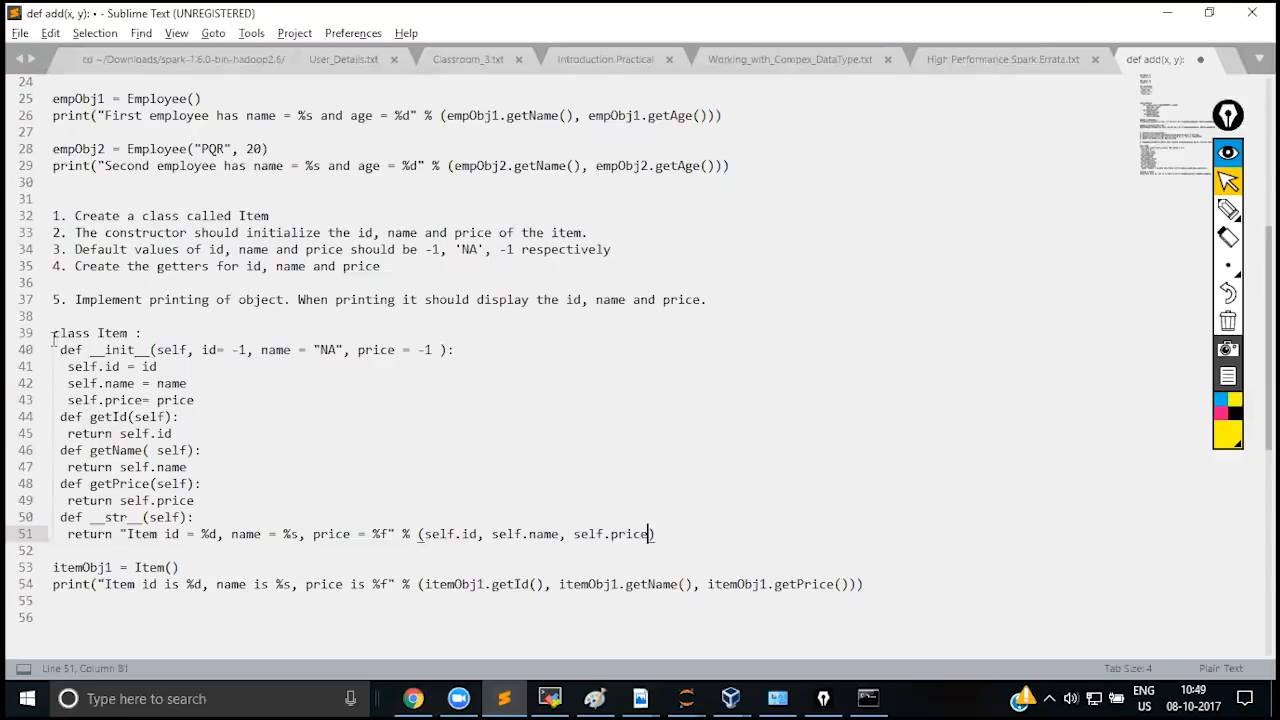 def add(x, y): • - Sublime Text (UNREGISTERED)
File Edit Selection Find View Goto Tools Project Preferences Help
cd ~/Downloads/spark-1.6.0-bin-hadoop2.6/ User_Details.txt Classroom_3.txt Introduction Practical Working_with_Compex_DataType.txt High Performance Spark Errata.txt def add(x, y):
24
25 empObj1 = Employee()
26 print("First employee has name = %s and age = %d" % (empObj1.getName(), empObj1.getAge()))
27
28 empObj2 = Employee("PQR", 20)
29 print("Second employee has name = %s and age = %d" % (empObj2.getName(), empObj2.getAge()))
30
31
32 1. Create a class called Item
33 2. The constructor should initialize the id, name and price of the item.
34 3. Default values of id, name and price should be -1, 'NA', -1 respectively
35 4. Create the getters for id, name and price
36
37 5. Implement printing of object. When printing it should display the id, name and price.
38
39 class Item :
40 def __init__(self, id= -1, name = "NA", price = -1 ):
41 self.id = id
42 self.name = name
43 self.price= price
44 def getId(self):
45 return self.id
46 def getName( self):
47 return self.name
48 def getPrice(self):
49 return self.price
50 def __str__(self):
51 return "Item id = %d, name = %s, price = %f" % (self.id, self.name, self.price)
52
53 itemObj1 = Item()
54 print("Item id is %d, name is %s, price is %f" % (itemObj1.getId(), itemObj1.getName(), itemObj1.getPrice()))
55
56
Line 51, Column 81 Tab Size: 4 Plain Text
Type here to search ENG 10:49
US 08-10-2017